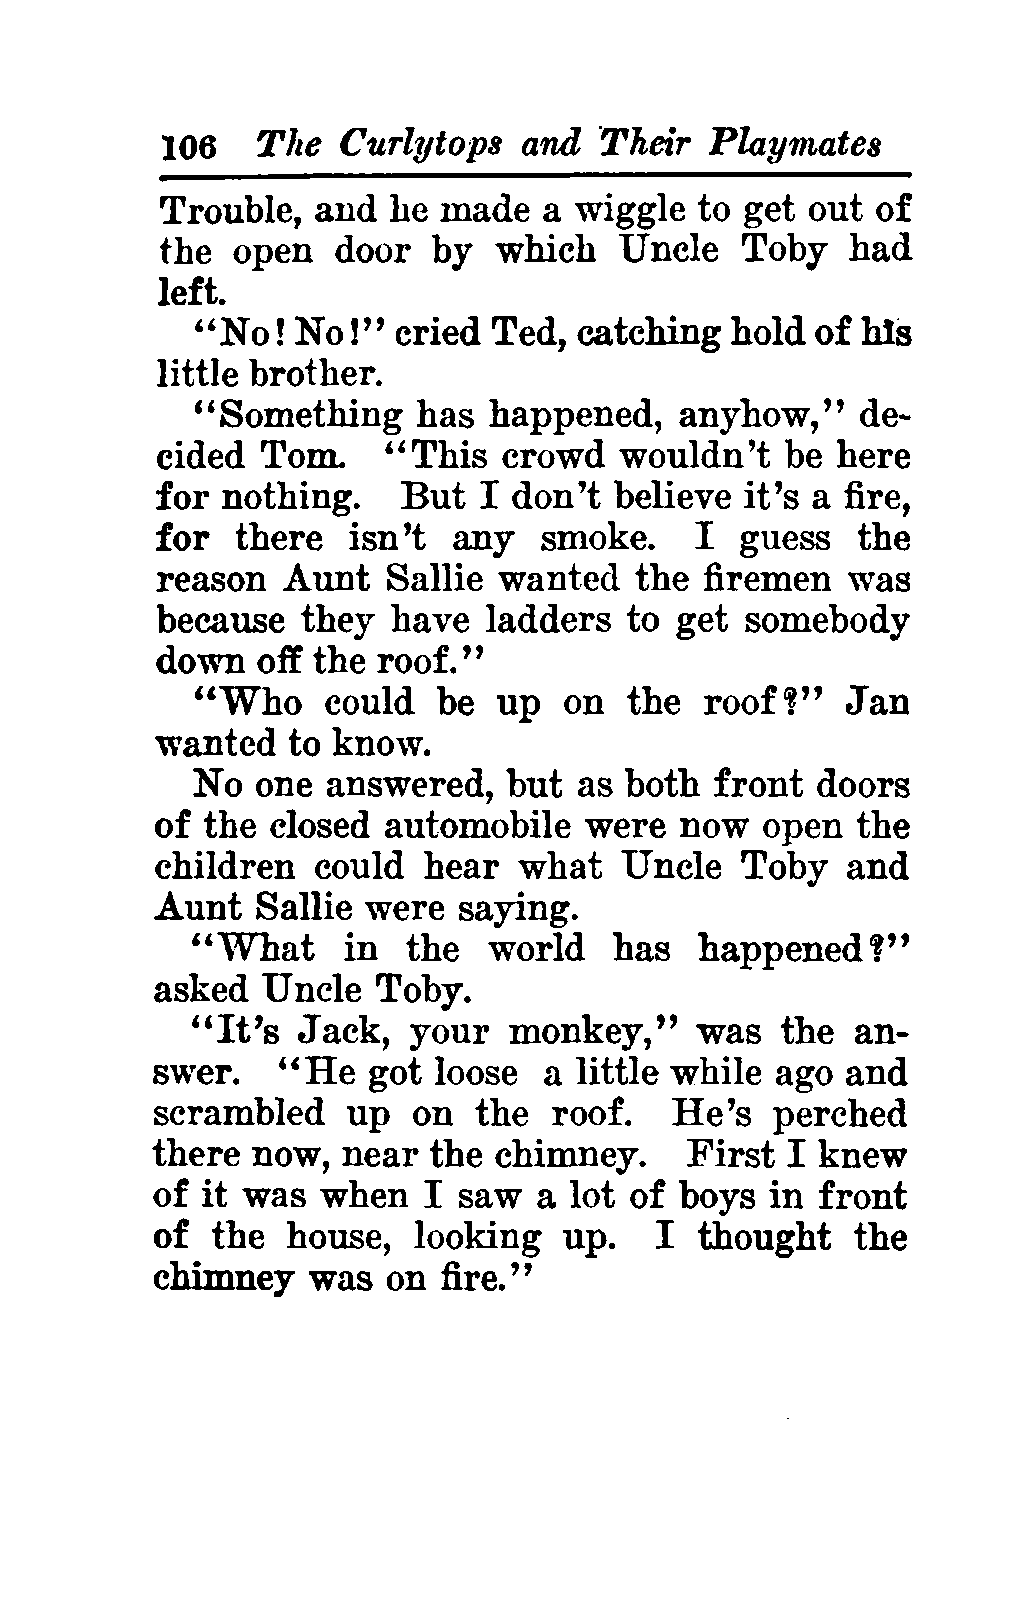 106 The Curlytops and Their Playmates
Trouble, and he made a wiggle to get out of
the open door by which Uncle Toby had
left.
“No! No!” cried Ted, catching hold of his
little brother.
“Something has happened, anyhow,” de-
cided Tom. “This crowd wouldn’t be here
for nothing. But I don’t believe it’s a fire,
for there isn’t any smoke. I guess the
reason Aunt Sallie wanted the firemen was
because they have ladders to get somebody
down off the roof.”
“Who could be up on the roof?” Jan
wanted to know.
No one answered, but as both front doors
of the closed automobile were now open the
children could hear what Uncle Toby and
Aunt Sallie were saying.
“What in the world has happened?”
asked Uncle Toby.
“It’s Jack, your monkey,” was the an-
swer. “He got loose a little while ago and
scrambled up on the roof. He’s perched
there now, near the chimney. First I knew
of it was when I saw a lot of boys in front
of the house, looking up. I thought the
chimney was on fire.”